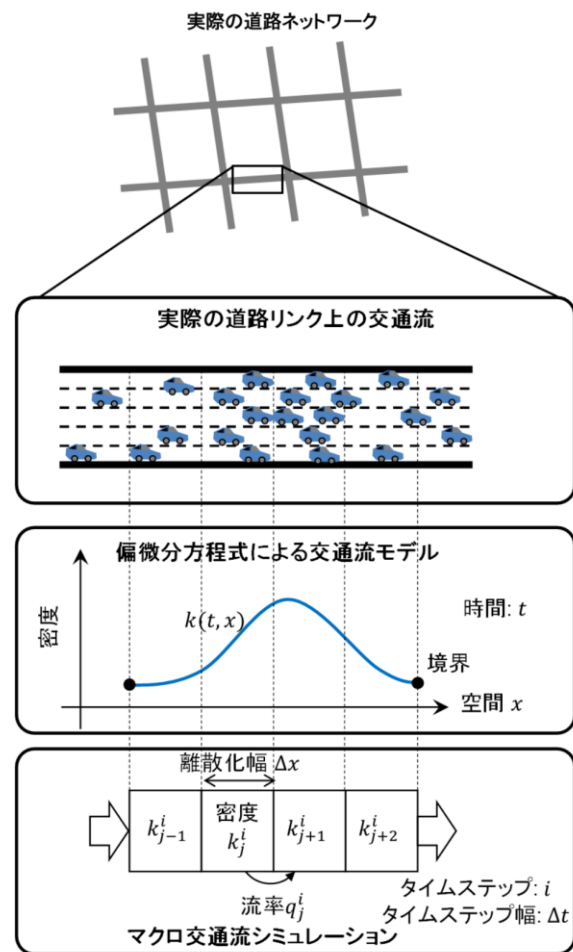 実際の道路ネットワーク
実際の道路リンク上の交通流
偏微分方程式による交通流モデル
密度
k(t, x)
時間: t
境界
空間 x
離散化幅 Δx
密度
k_{j-1}^i
k_j^i
k_{j+1}^i
k_{j+2}^i
流率q_j^i
タイムステップ: i
タイムステップ幅: Δt
マクロ交通流シミュレーション